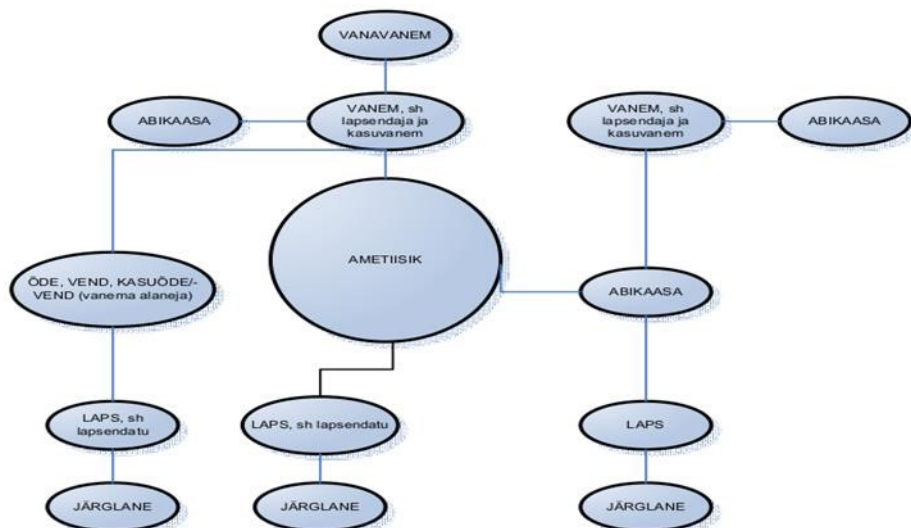 VANAVANEM
ABIKAASA
VANEM, sh
lapsendaja ja
kasuvanem
VANEM, sh
lapsendaja ja
kasuvanem
ABIKAASA
AMETIISIK
ÕDE, VEND, KASUÕDE/-
VEND (vanema alaneja)
ABIKAASA
LAPS, sh
lapsendatu
LAPS, sh lapsendatu
LAPS
JÄRGLANE
JÄRGLANE
JÄRGLANE